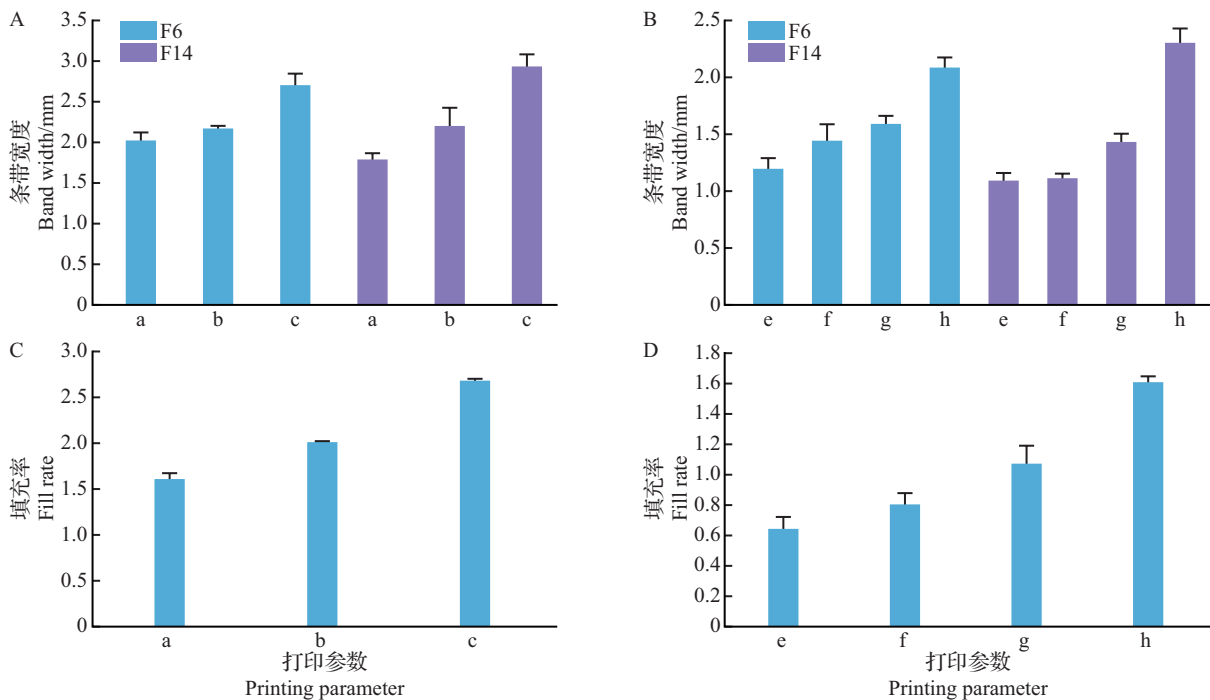 A
3.5
3.0
2.5
2.0
1.5
1.0
0.5
0
条带宽度
Band width/mm
F6
F14
a
b
c
a
b
c
B
2.5
2.0
1.5
1.0
0.5
0
条带宽度
Band width/mm
F6
F14
e
f
g
h
e
f
g
h
C
3.0
2.5
2.0
1.5
1.0
0.5
0
填充率
Fill rate
a
b
c
打印参数
Printing parameter
D
1.8
1.6
1.4
1.2
1.0
0.8
0.6
0.4
0.2
0
填充率
Fill rate
e
f
g
h
打印参数
Printing parameter